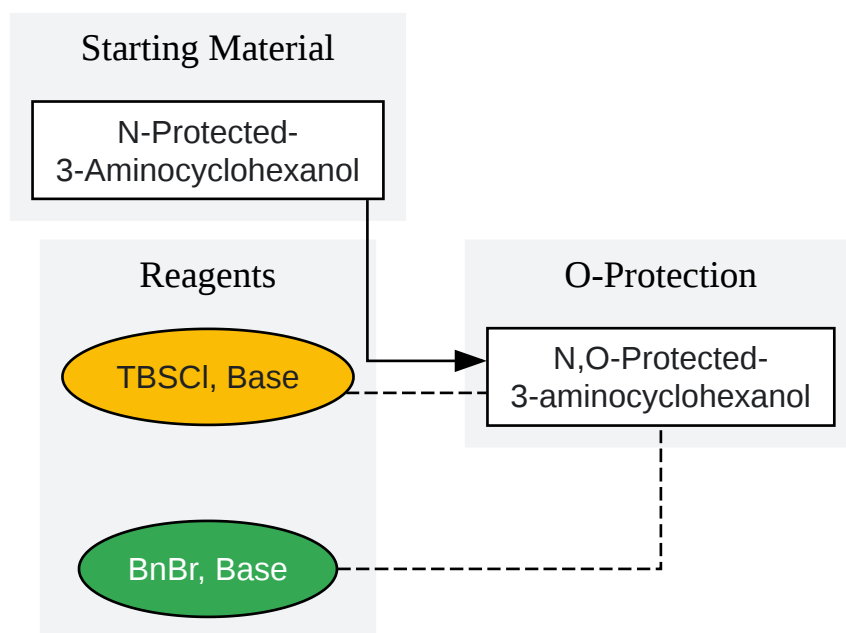 Starting Material
N-Protected-
3-Aminocyclohexanol
Reagents
TBSCl, Base
BnBr, Base
O-Protection
N,O-Protected-
3-aminocyclohexanol